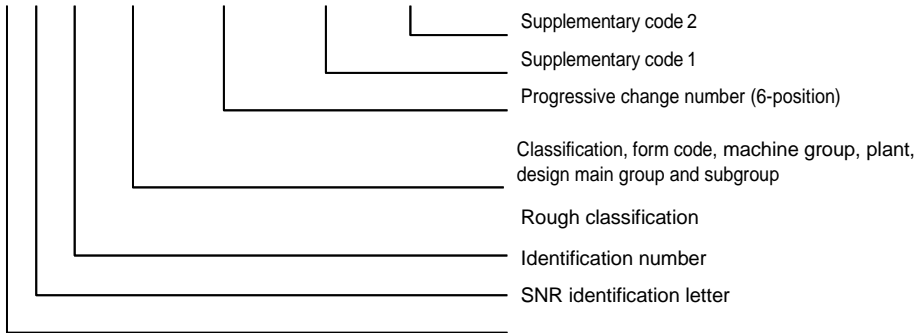 Supplementary code 2
Supplementary code 1
Progressive change number (6-position)
Classification, form code, machine group, plant,
design main group and subgroup
Rough classification
Identification number
SNR identification letter